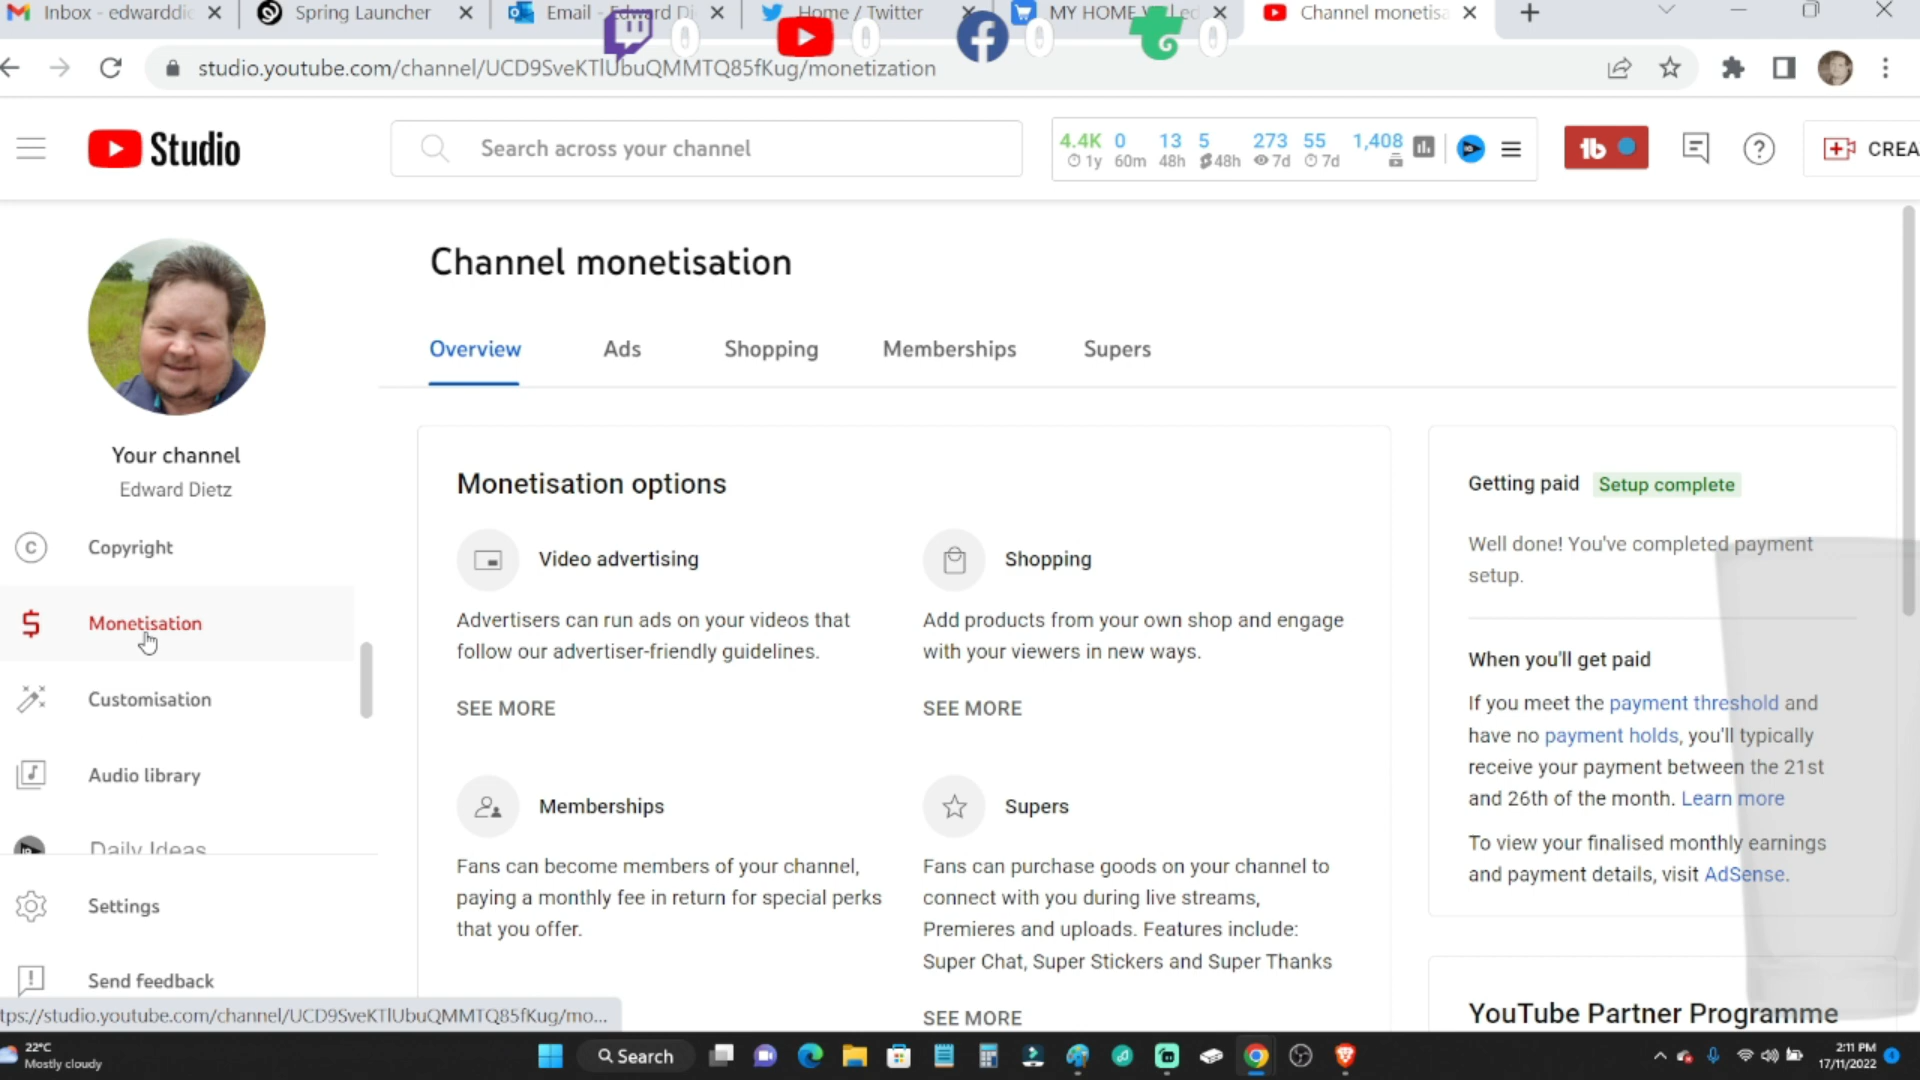 Inbox - edwarddie
Spring Launcher
Email - Edward Di
Home / Twitter
MY HOME
Channel monetisa
0
0
0
0
studio.youtube.com/channel/UCD9SveKTlUbuQMMTQ85fKug/monetization
Studio
Search across your channel
4.4K 0 13 5 273 55 1,408
1y 60m 48h 48h 7d 7d
tb
CREA
Channel monetisation
Overview
Ads
Shopping
Memberships
Supers
Your channel
Edward Dietz
Copyright
Monetisation
Customisation
Audio library
Daily Ideas
Settings
Send feedback
Monetisation options
Video advertising
Advertisers can run ads on your videos that
follow our advertiser-friendly guidelines.
SEE MORE
Shopping
Add products from your own shop and engage
with your viewers in new ways.
SEE MORE
Memberships
Fans can become members of your channel,
paying a monthly fee in return for special perks
that you offer.
Supers
Fans can purchase goods on your channel to
connect with you during live streams,
Premieres and uploads. Features include:
Super Chat, Super Stickers and Super Thanks
SEE MORE
Getting paid Setup complete
Well done! You've completed payment
setup.
When you'll get paid
If you meet the payment threshold and
have no payment holds, you'll typically
receive your payment between the 21st
and 26th of the month. Learn more
To view your finalised monthly earnings
and payment details, visit AdSense.
YouTube Partner Programme
tps://studio.youtube.com/channel/UCD9SveKTlUbuQMMTQ85fKug/mo...
22°C
Mostly cloudy
Search
2:11 PM
17/11/2022